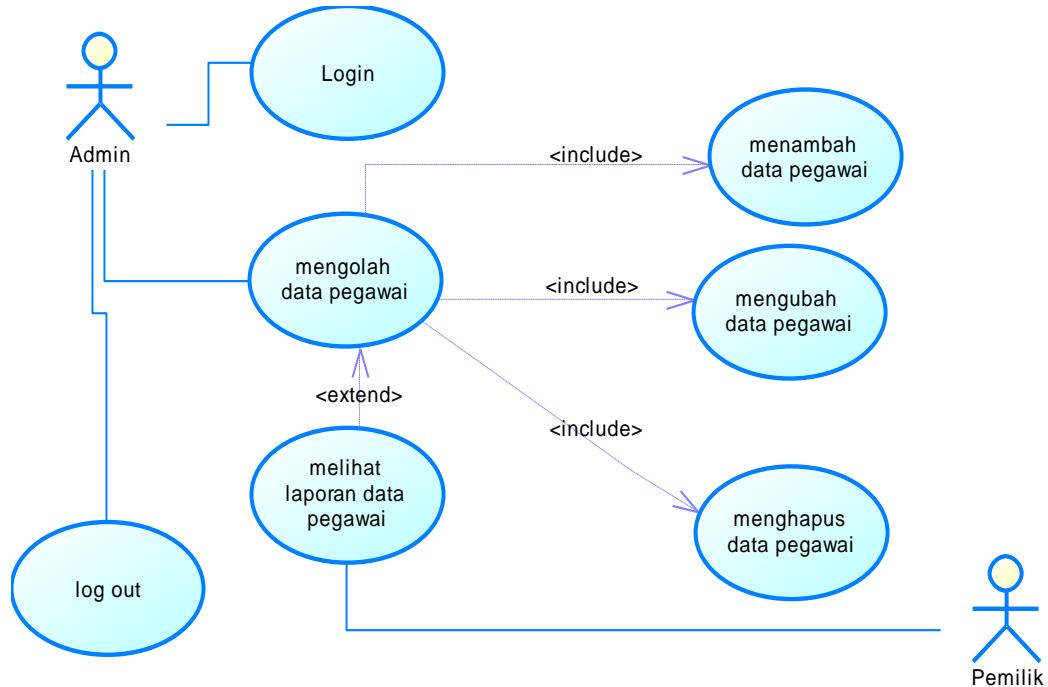 Login
Admin
<include>
menambah
data pegawai
mengolah
data pegawai
<include>
mengubah
data pegawai
<extend>
<include>
melihat
laporan data
pegawai
menghapus
data pegawai
log out
Pemilik